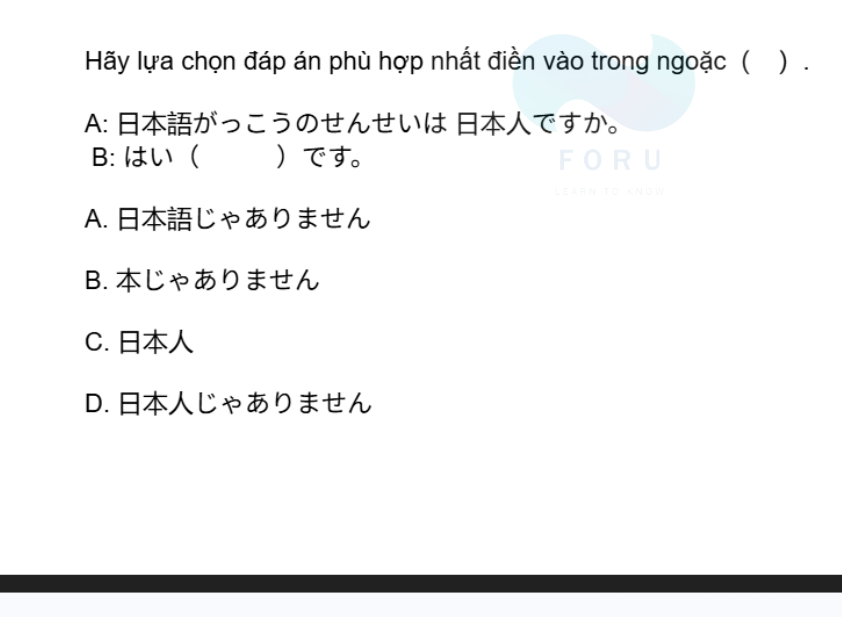 Hãy lựa chọn đáp án phù hợp nhất điền vào trong ngoặc (　) .
A: 日本語がっこうのせんせいは 日本人ですか。
B: はい（　　　）です。
FORU
LEARN TO KNOW
A. 日本語じゃありません
B. 本じゃありません
C. 日本人
D. 日本人じゃありません